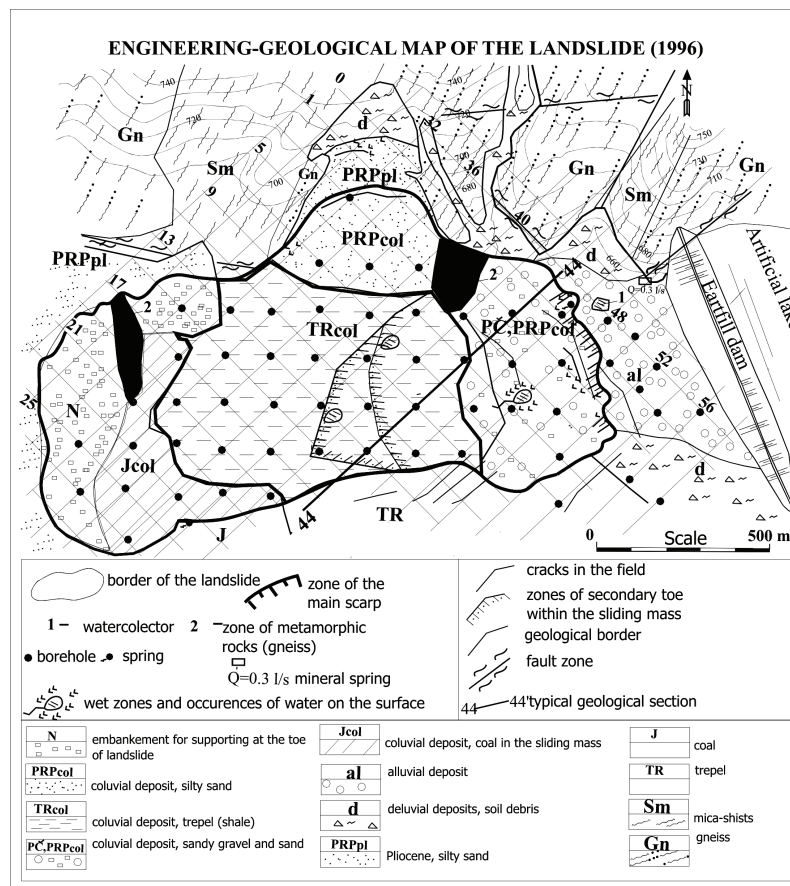 ENGINEERING-GEOLOGICAL MAP OF THE LANDSLIDE (1996)
740
0
740
N
1
d
720
32
720
750
Gn
5
Gn
730
Gn
Sm
700
Gn
700
36
Sm
710
9
PRPpl
680
40
680
13
PRPcol
d
660
Artificial lake
PRPpl
2
44
Q=0.3 l/s
17
2
1
Earfill dam
21
TRcol
PČ,PRPcol
48
al
52
25
N
56
Jcol
d
44
TR
J
0 Scale 500 m
border of the landslide
zone of the
main scarp
1 – watercolector
2 – zone of metamorphic
rocks (gneiss)
borehole
spring
Q=0.3 l/s mineral spring
wet zones and occurences of water on the surface
cracks in the field
zones of secondary toe
within the sliding mass
geological border
fault zone
44 44'typical geological section
N
embankement for supporting at the toe
of landslide
PRPcol
coluvial deposit, silty sand
TRcol
coluvial deposit, trepel (shale)
PČ,PRPcol
coluvial deposit, sandy gravel and sand
Jcol
coluvial deposit, coal in the sliding mass
al
alluvial deposit
d
deluvial deposits, soil debris
PRPpl
Pliocene, silty sand
J
coal
TR
trepel
Sm
mica-shists
Gn
gneiss